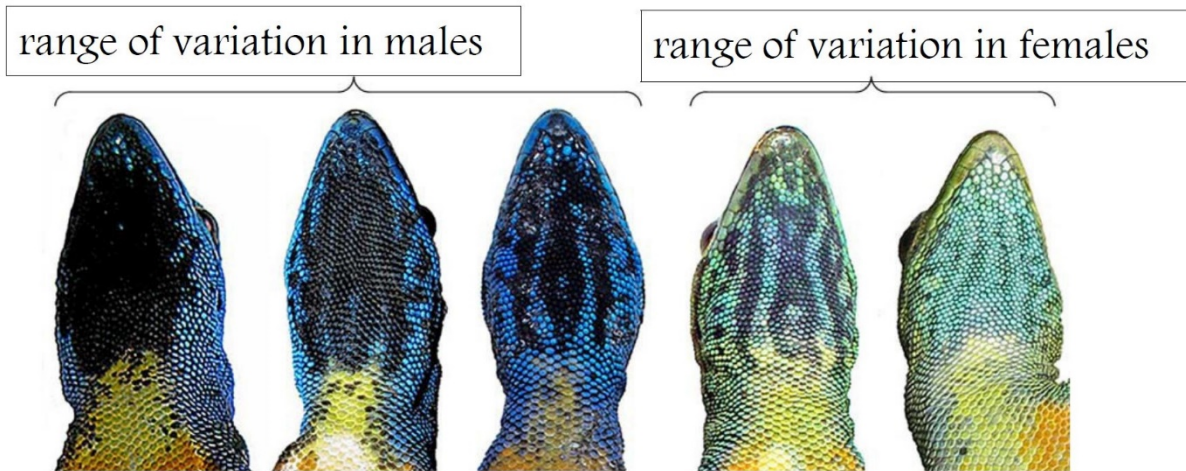 range of variation in males
range of variation in females